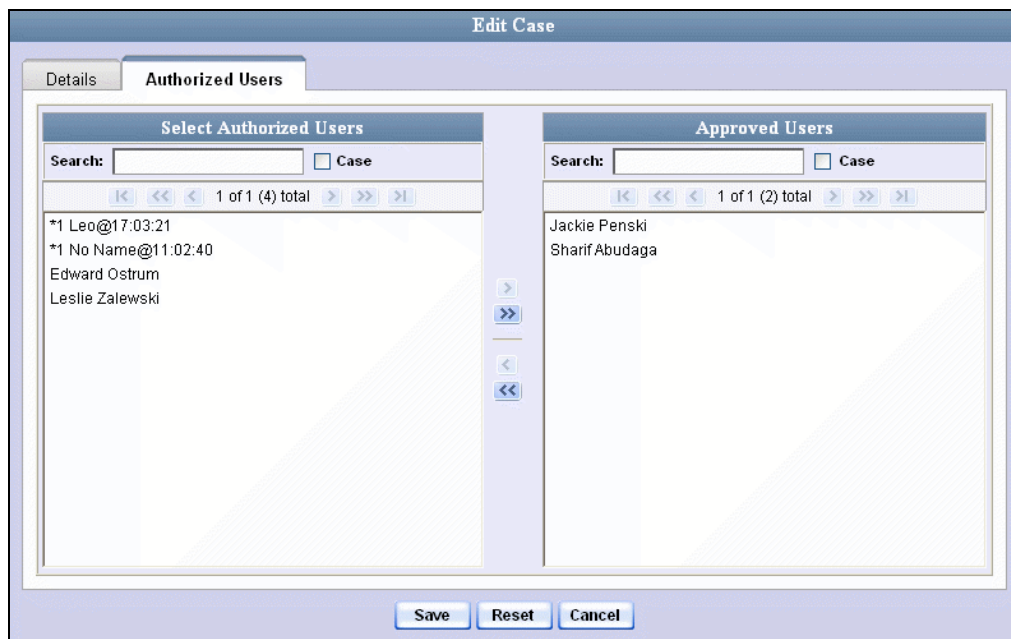 Edit Case
Details
Authorized Users
Select Authorized Users
Search:
Case
|< << < 1 of 1 (4) total > >> >|
*1 Leo@17:03:21
*1 No Name@11:02:40
Edward Ostrum
Leslie Zalewski
>
>>
<
<<
Approved Users
Search:
Case
|< << < 1 of 1 (2) total > >> >|
Jackie Penski
Sharif Abudaga
Save
Reset
Cancel